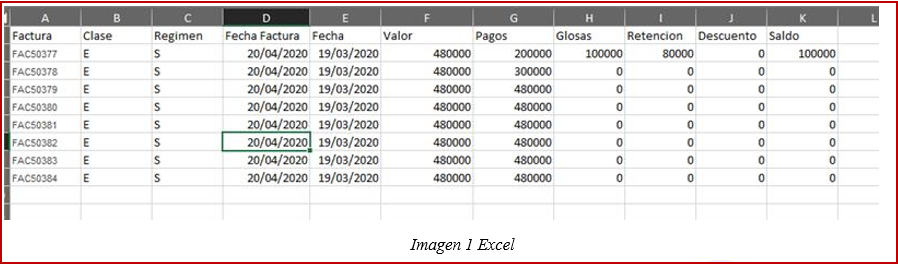 A B C D E F G H I J K L
Factura Clase Regimen Fecha Factura Fecha Valor Pagos Glosas Retencion Descuento Saldo
FAC50377 E S 20/04/2020 19/03/2020 480000 200000 100000 80000 0 100000
FAC50378 E S 20/04/2020 19/03/2020 480000 300000 0 0 0 0
FAC50379 E S 20/04/2020 19/03/2020 480000 480000 0 0 0 0
FAC50380 E S 20/04/2020 19/03/2020 480000 480000 0 0 0 0
FAC50381 E S 20/04/2020 19/03/2020 480000 480000 0 0 0 0
FAC50382 E S 20/04/2020 19/03/2020 480000 480000 0 0 0 0
FAC50383 E S 20/04/2020 19/03/2020 480000 480000 0 0 0 0
FAC50384 E S 20/04/2020 19/03/2020 480000 480000 0 0 0 0
Imagen 1 Excel